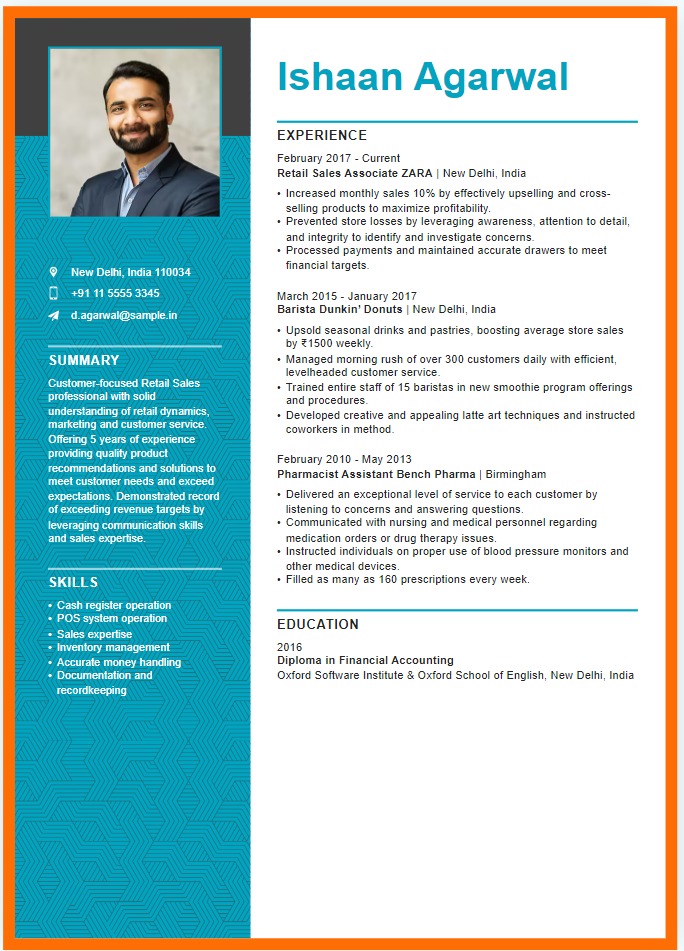 Ishaan Agarwal
New Delhi, India 110034
+91 11 5555 3345
d.agarwal@sample.in
SUMMARY
Customer-focused Retail Sales
professional with solid
understanding of retail dynamics,
marketing and customer service.
Offering 5 years of experience
providing quality product
recommendations and solutions to
meet customer needs and exceed
expectations. Demonstrated record
of exceeding revenue targets by
leveraging communication skills
and sales expertise.
SKILLS
• Cash register operation
• POS system operation
• Sales expertise
• Inventory management
• Accurate money handling
• Documentation and
recordkeeping
EXPERIENCE
February 2017 - Current
Retail Sales Associate ZARA | New Delhi, India
• Increased monthly sales 10% by effectively upselling and cross-
selling products to maximize profitability.
• Prevented store losses by leveraging awareness, attention to detail,
and integrity to identify and investigate concerns.
• Processed payments and maintained accurate drawers to meet
financial targets.
March 2015 - January 2017
Barista Dunkin’ Donuts | New Delhi, India
• Upsold seasonal drinks and pastries, boosting average store sales
by ₹1500 weekly.
• Managed morning rush of over 300 customers daily with efficient,
levelheaded customer service.
• Trained entire staff of 15 baristas in new smoothie program offerings
and procedures.
• Developed creative and appealing latte art techniques and instructed
coworkers in method.
February 2010 - May 2013
Pharmacist Assistant Bench Pharma | Birmingham
• Delivered an exceptional level of service to each customer by
listening to concerns and answering questions.
• Communicated with nursing and medical personnel regarding
medication orders or drug therapy issues.
• Instructed individuals on proper use of blood pressure monitors and
other medical devices.
• Filled as many as 160 prescriptions every week.
EDUCATION
2016
Diploma in Financial Accounting
Oxford Software Institute & Oxford School of English, New Delhi, India